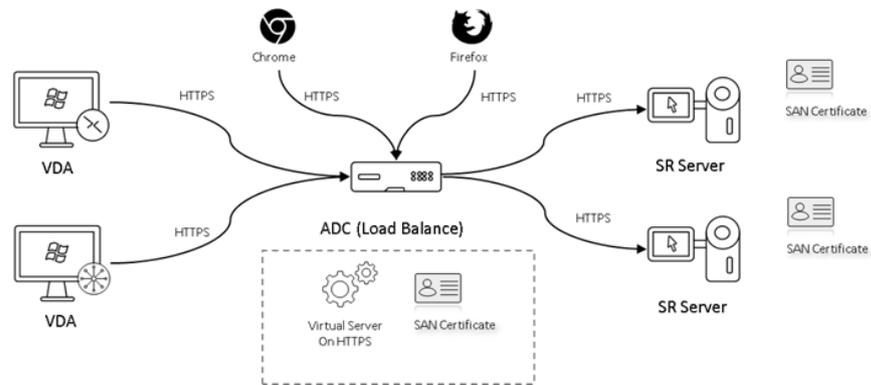 Chrome
Firefox
HTTPS
HTTPS
HTTPS
HTTPS
SAN Certificate
VDA
SR Server
HTTPS
HTTPS
ADC (Load Balance)
SAN Certificate
VDA
SR Server
Virtual Server
On HTTPS
SAN Certificate